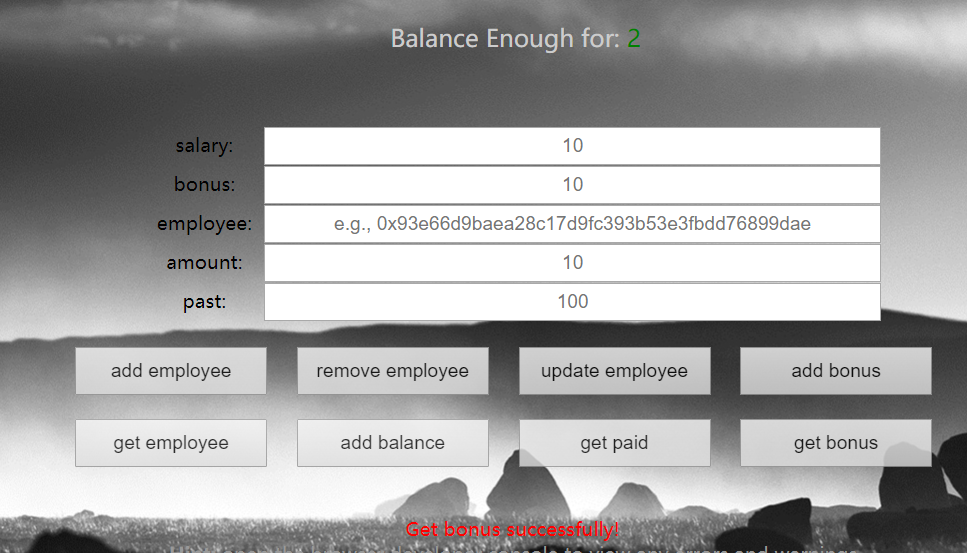 Balance Enough for: 2
salary: 10
bonus: 10
employee: e.g., 0x93e66d9baea28c17d9fc393b53e3fbdd76899dae
amount: 10
past: 100
add employee remove employee update employee add bonus
get employee add balance get paid get bonus
Get bonus successfully!
console to view any errors and warnings